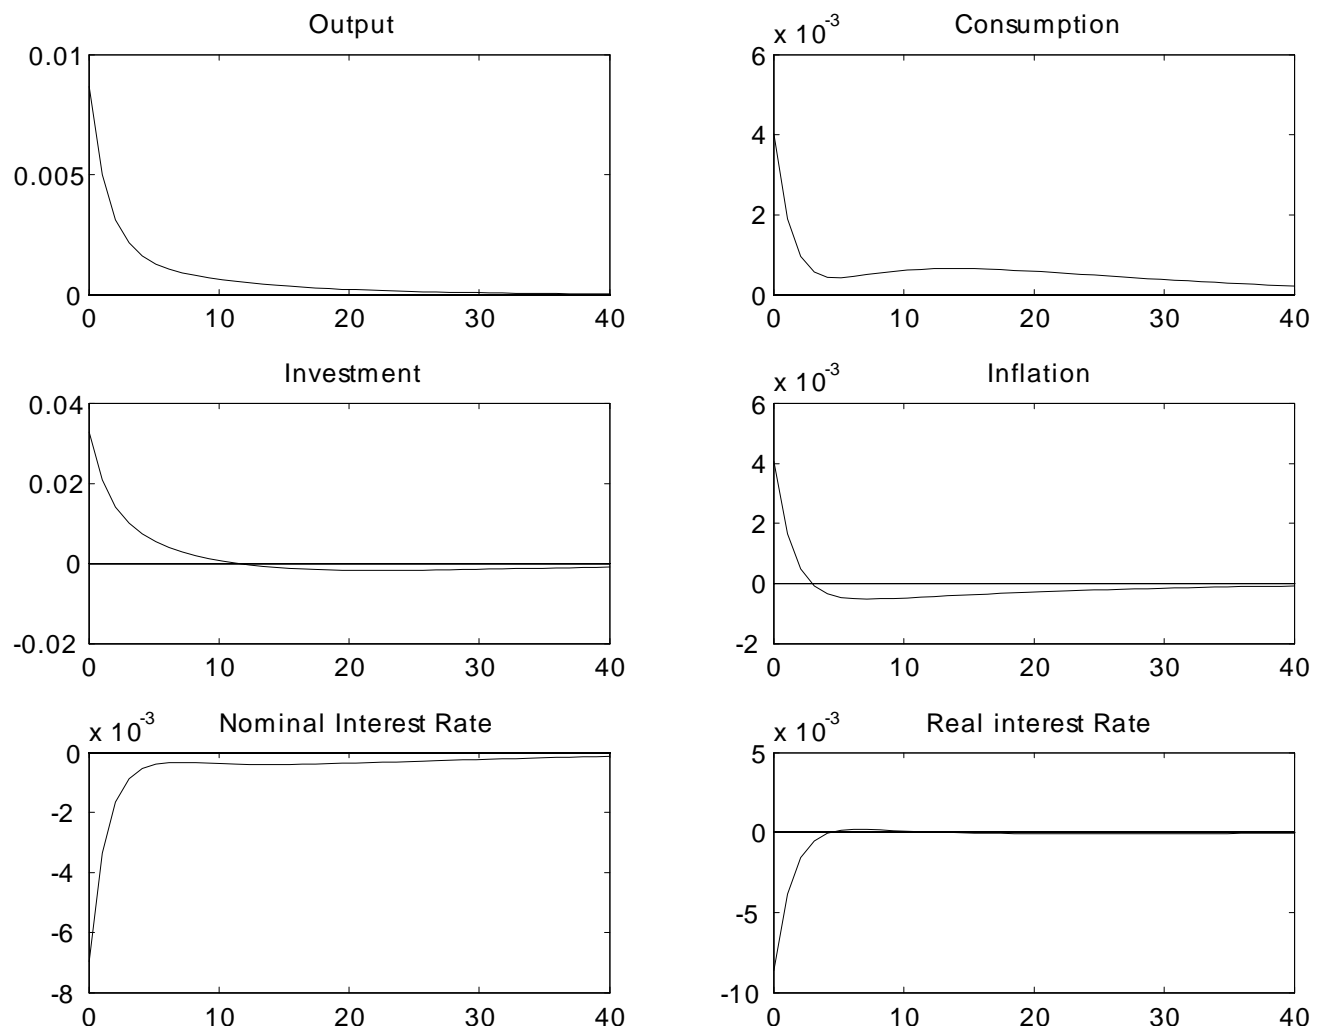 Output
0.01
0.005
0
0 10 20 30 40
Consumption
x 10^-3
6
4
2
0
0 10 20 30 40
Investment
0.04
0.02
0
-0.02
0 10 20 30 40
Inflation
x 10^-3
6
4
2
0
-2
0 10 20 30 40
Nominal Interest Rate
x 10^-3
0
-2
-4
-6
-8
0 10 20 30 40
Real interest Rate
x 10^-3
5
0
-5
-10
0 10 20 30 40